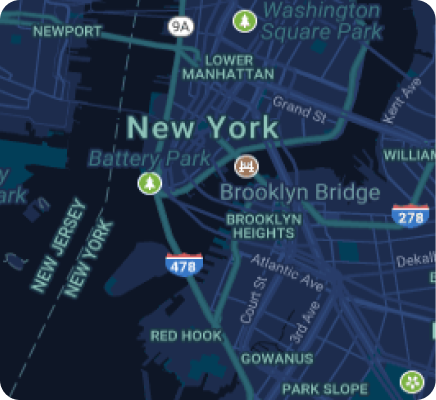 Washington
Square Park
9A
NEWPORT
LOWER
MANHATTAN
Grand St
Kent Ave
New York
Battery Park
WILLIAM
Brooklyn Bridge
278
BROOKLYN
HEIGHTS
NEW JERSEY
NEW YORK
478
Atlantic Ave
Dekalb
Court St
3rd Ave
RED HOOK
GOWANUS
PARK SLOPE